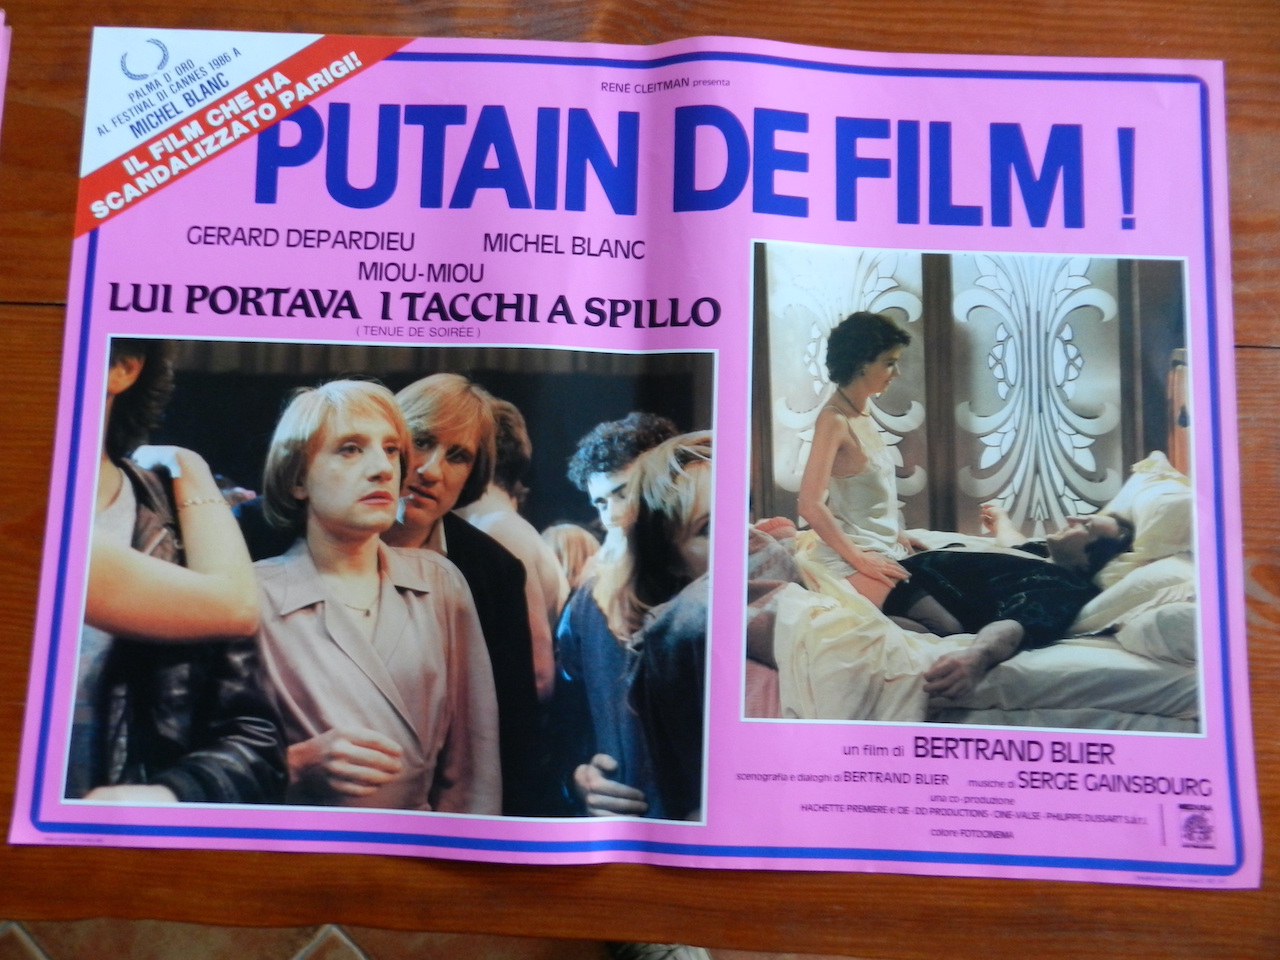 PALMA D' ORO
AL FESTIVAL DI CANNES 1986 A
MICHEL BLANC
IL FILM CHE HA
SCANDALIZZATO PARIGI!
RENÉ CLEITMAN presenta
PUTAIN DE FILM !
GERARD DEPARDIEU MICHEL BLANC
MIOU-MIOU
LUI PORTAVA I TACCHI A SPILLO
( TENUE DE SOIRÉE )
un film di BERTRAND BLIER
scenografia e dialoghi di BERTRAND BLIER musiche di SERGE GAINSBOURG
una co-produzione
HACHETTE PREMIERE e CIE - DD PRODUCTIONS - CINE-VALSE - PHILIPPE DUSSART S.a.r.l.
colore: FOTOCINEMA
MEDUSA